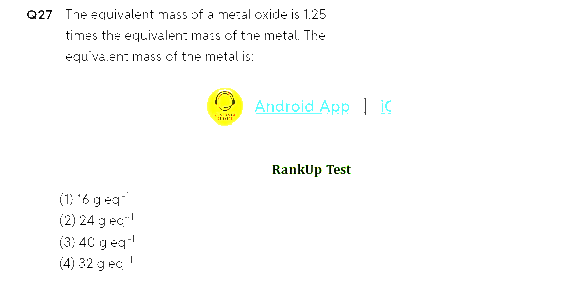 Q27 The equivalent mass of a metal oxide is 1.25
times the equivalent mass of the metal. The
equivalent mass of the metal is:
Android App |
RankUp Test
(1) 16 g eq⁻¹
(2) 24 g eq⁻¹
(3) 40 g eq⁻¹
(4) 32 g eq⁻¹